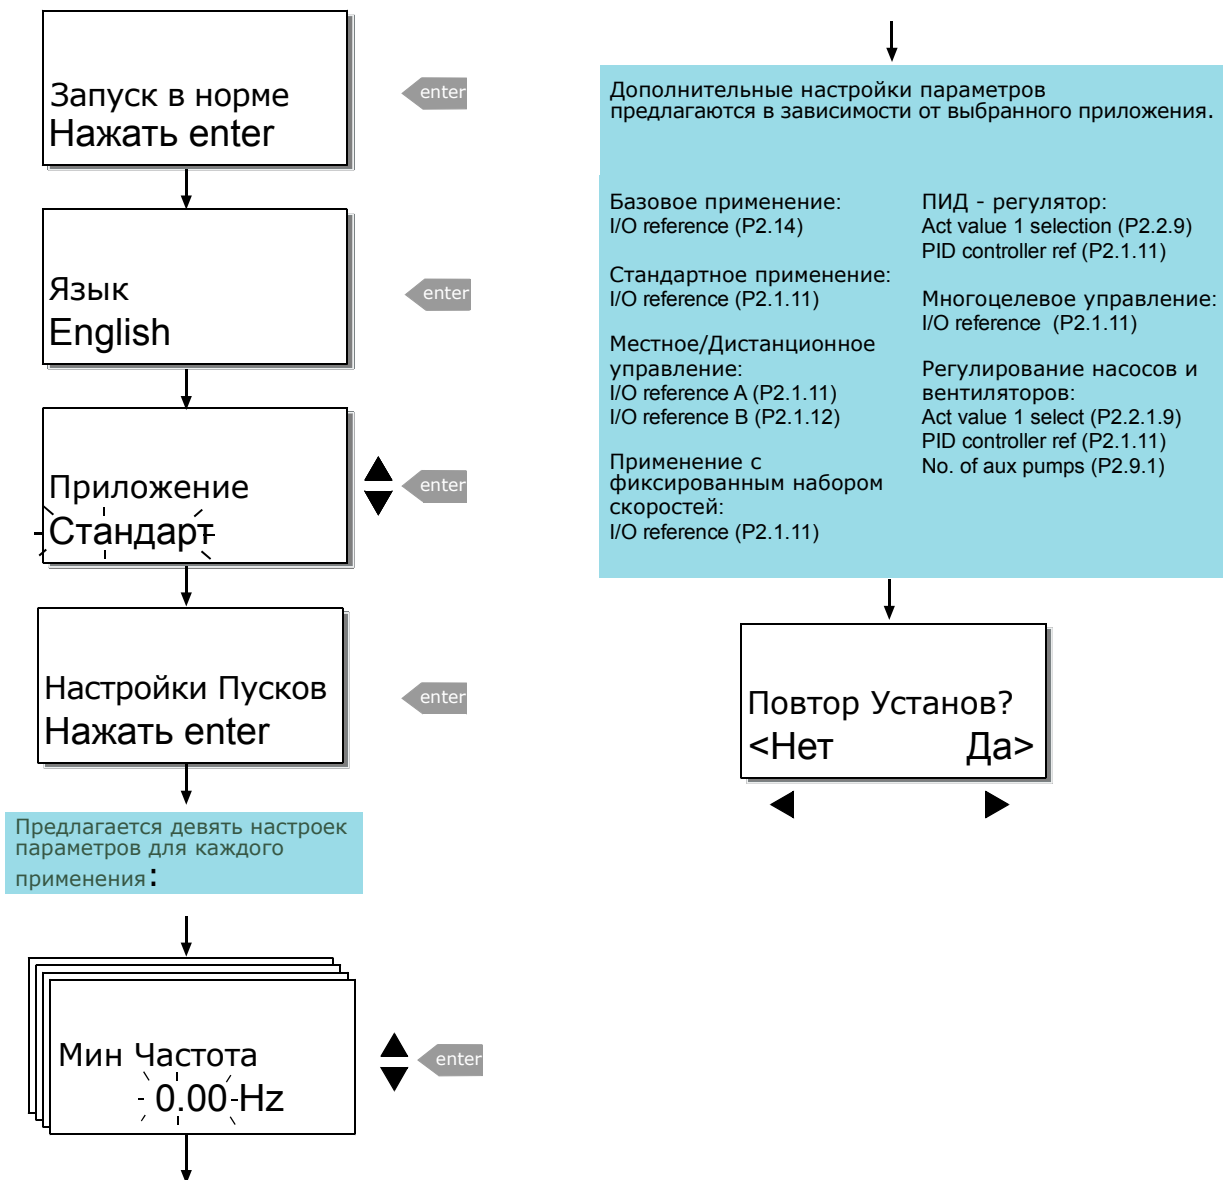 Запуск в норме
Нажать enter
enter
Язык
English
enter
Приложение
Стандарт
enter
Настройки Пусков
Нажать enter
enter
Предлагается девять настроек
параметров для каждого
применения:
Мин Частота
0.00 Hz
enter
Дополнительные настройки параметров
предлагаются в зависимости от выбранного приложения.
Базовое применение:
I/O reference (P2.14)
Стандартное применение:
I/O reference (P2.1.11)
Местное/Дистанционное
управление:
I/O reference A (P2.1.11)
I/O reference B (P2.1.12)
Применение с
фиксированным набором
скоростей:
I/O reference (P2.1.11)
ПИД - регулятор:
Act value 1 selection (P2.2.9)
PID controller ref (P2.1.11)
Многоцелевое управление:
I/O reference (P2.1.11)
Регулирование насосов и
вентиляторов:
Act value 1 select (P2.2.1.9)
PID controller ref (P2.1.11)
No. of aux pumps (P2.9.1)
Повтор Установ?
<Нет Да>